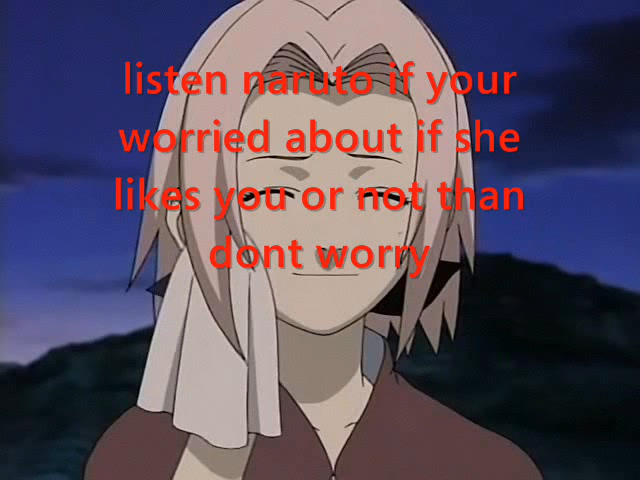 listen naruto if your
worried about if she
likes you or not than
dont worry